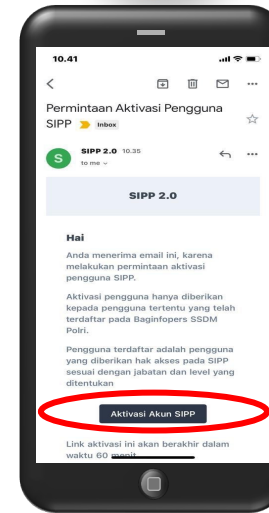 10.41
Permintaan Aktivasi Pengguna
SIPP Inbox
S
SIPP 2.0 10.35
to me
SIPP 2.0
Hai
Anda menerima email ini, karena
melakukan permintaan aktivasi
pengguna SIPP.
Aktivasi pengguna hanya diberikan
kepada pengguna tertentu yang telah
terdaftar pada Baginfopers SSDM
Polri.
Pengguna terdaftar adalah pengguna
yang diberikan hak akses pada SIPP
sesuai dengan jabatan dan level yang
ditentukan
Aktivasi Akun SIPP
Link aktivasi ini akan berakhir dalam
waktu 60 menit